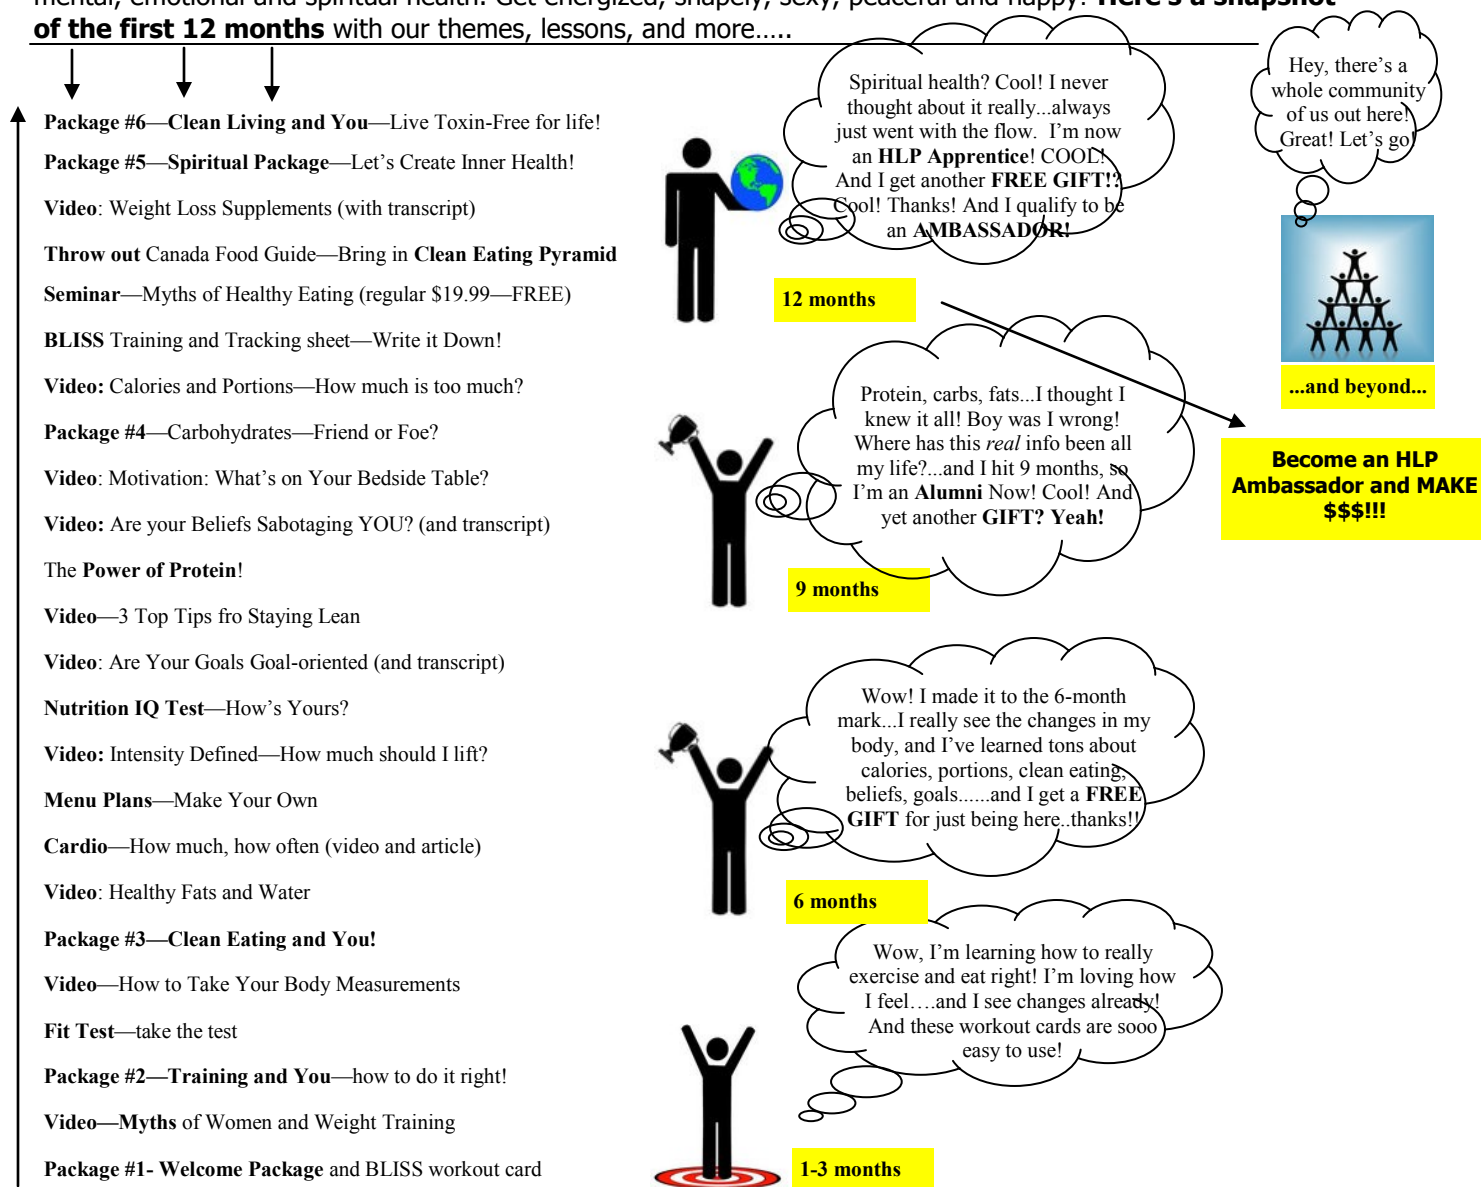 mental, emotional and spiritual health. Get energized, shapely, sexy, peaceful and happy! Here's a snapshot
of the first 12 months with our themes, lessons, and more.....
Package #6—Clean Living and You—Live Toxin-Free for life!
Package #5—Spiritual Package—Let's Create Inner Health!
Video: Weight Loss Supplements (with transcript)
Throw out Canada Food Guide—Bring in Clean Eating Pyramid
Seminar—Myths of Healthy Eating (regular $19.99—FREE)
BLISS Training and Tracking sheet—Write it Down!
Video: Calories and Portions—How much is too much?
Package #4—Carbohydrates—Friend or Foe?
Video: Motivation: What's on Your Bedside Table?
Video: Are your Beliefs Sabotaging YOU? (and transcript)
The Power of Protein!
Video—3 Top Tips fro Staying Lean
Video: Are Your Goals Goal-oriented (and transcript)
Nutrition IQ Test—How's Yours?
Video: Intensity Defined—How much should I lift?
Menu Plans—Make Your Own
Cardio—How much, how often (video and article)
Video: Healthy Fats and Water
Package #3—Clean Eating and You!
Video—How to Take Your Body Measurements
Fit Test—take the test
Package #2—Training and You—how to do it right!
Video—Myths of Women and Weight Training
Package #1- Welcome Package and BLISS workout card
Spiritual health? Cool! I never
thought about it really...always
just went with the flow. I'm now
an HLP Apprentice! COOL!
And I get another FREE GIFT!?
Cool! Thanks! And I qualify to be
an AMBASSADOR!
12 months
Hey, there's a
whole community
of us out here!
Great! Let's go!
...and beyond...
Become an HLP
Ambassador and MAKE
$$$!!!
Protein, carbs, fats...I thought I
knew it all! Boy was I wrong!
Where has this real info been all
my life?...and I hit 9 months, so
I'm an Alumni Now! Cool! And
yet another GIFT? Yeah!
9 months
Wow! I made it to the 6-month
mark...I really see the changes in my
body, and I've learned tons about
calories, portions, clean eating,
beliefs, goals......and I get a FREE
GIFT for just being here..thanks!!
6 months
Wow, I'm learning how to really
exercise and eat right! I'm loving how
I feel….and I see changes already!
And these workout cards are sooo
easy to use!
1-3 months